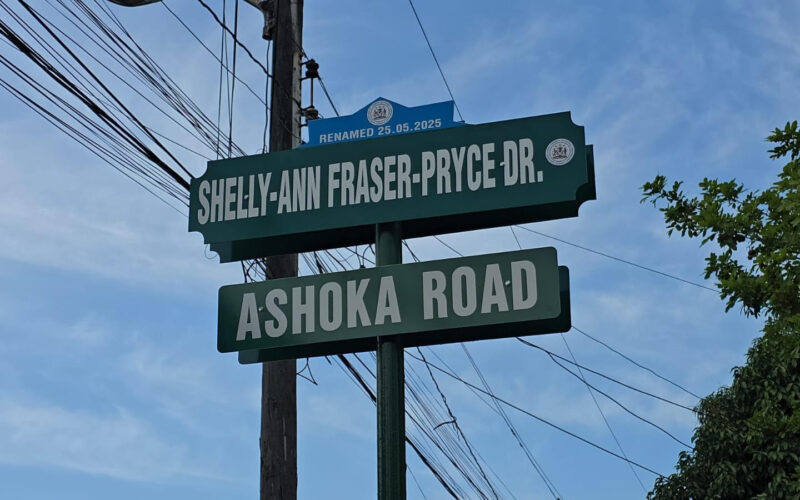 RENAMED 25.05.2025
SHELLY-ANN FRASER-PRYCE DR.
ASHOKA ROAD